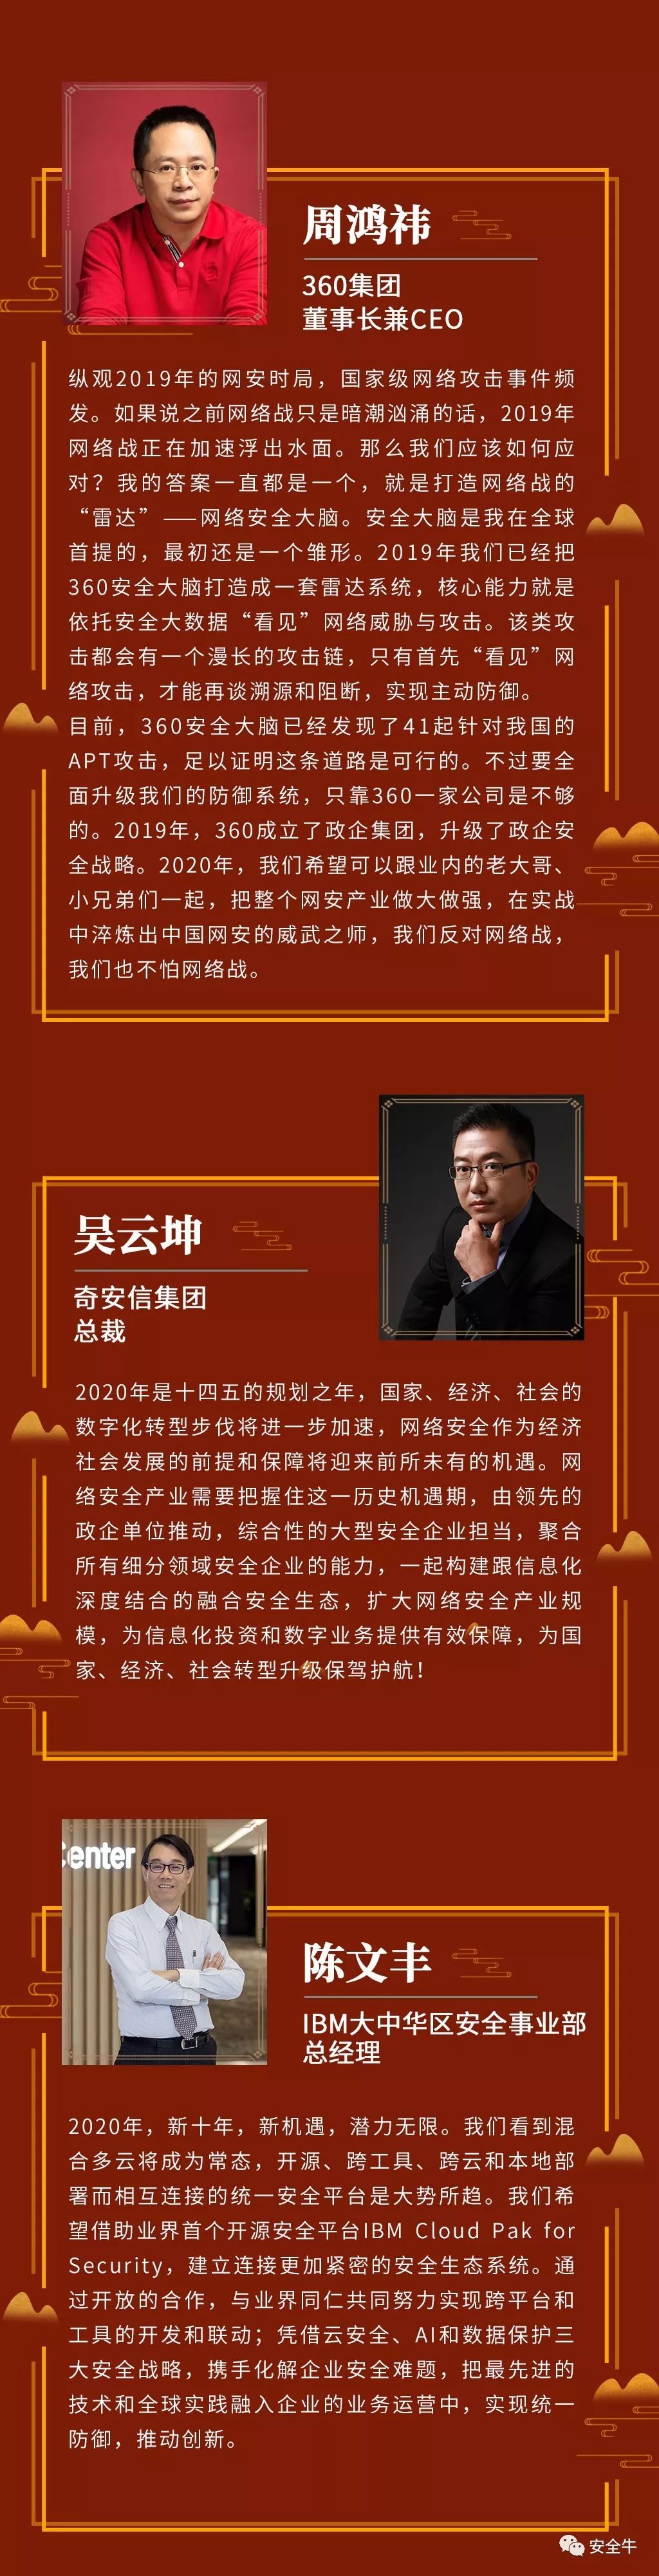 周鸿祎
360集团
董事长兼CEO
纵观2019年的网安时局，国家级网络攻击事件频
发。如果说之前网络战只是暗潮汹涌的话，2019年
网络战正在加速浮出水面。那么我们应该如何应
对？我的答案一直都是一个，就是打造网络战的
“雷达”——网络安全大脑。安全大脑是我在全球
首提的，最初还是一个雏形。2019年我们已经把
360安全大脑打造成一套雷达系统，核心能力就是
依托安全大数据“看见”网络威胁与攻击。该类攻
击都会有一个漫长的攻击链，只有首先“看见”网
络攻击，才能再谈溯源和阻断，实现主动防御。
目前，360安全大脑已经发现了41起针对我国的
APT攻击，足以证明这条道路是可行的。不过要全
面升级我们的防御系统，只靠360一家公司是不够
的。2019年，360成立了政企集团，升级了政企安
全战略。2020年，我们希望可以跟业内的老大哥、
小兄弟们一起，把整个网安产业做大做强，在实战
中淬炼出中国网安的威武之师，我们反对网络战，
我们也不怕网络战。
吴云坤
奇安信集团
总裁
2020年是十四五的规划之年，国家、经济、社会的
数字化转型步伐将进一步加速，网络安全作为经济
社会发展的前提和保障将迎来前所未有的机遇。网
络安全产业需要把握住这一历史机遇期，由领先的
政企单位推动，综合性的大型安全企业担当，聚合
所有细分领域安全企业的能力，一起构建跟信息化
深度结合的融合安全生态，扩大网络安全产业规
模，为信息化投资和数字业务提供有效保障，为国
家、经济、社会转型升级保驾护航！
Center
陈文丰
IBM大中华区安全事业部
总经理
2020年，新十年，新机遇，潜力无限。我们看到混
合多云将成为常态，开源、跨工具、跨云和本地部
署而相互连接的统一安全平台是大势所趋。我们希
望借助业界首个开源安全平台IBM Cloud Pak for
Security，建立连接更加紧密的安全生态系统。通
过开放的合作，与业界同仁共同努力实现跨平台和
工具的开发和联动；凭借云安全、AI和数据保护三
大安全战略，携手化解企业安全难题，把最先进的
技术和全球实践融入企业的业务运营中，实现统一
防御，推动创新。
安全牛